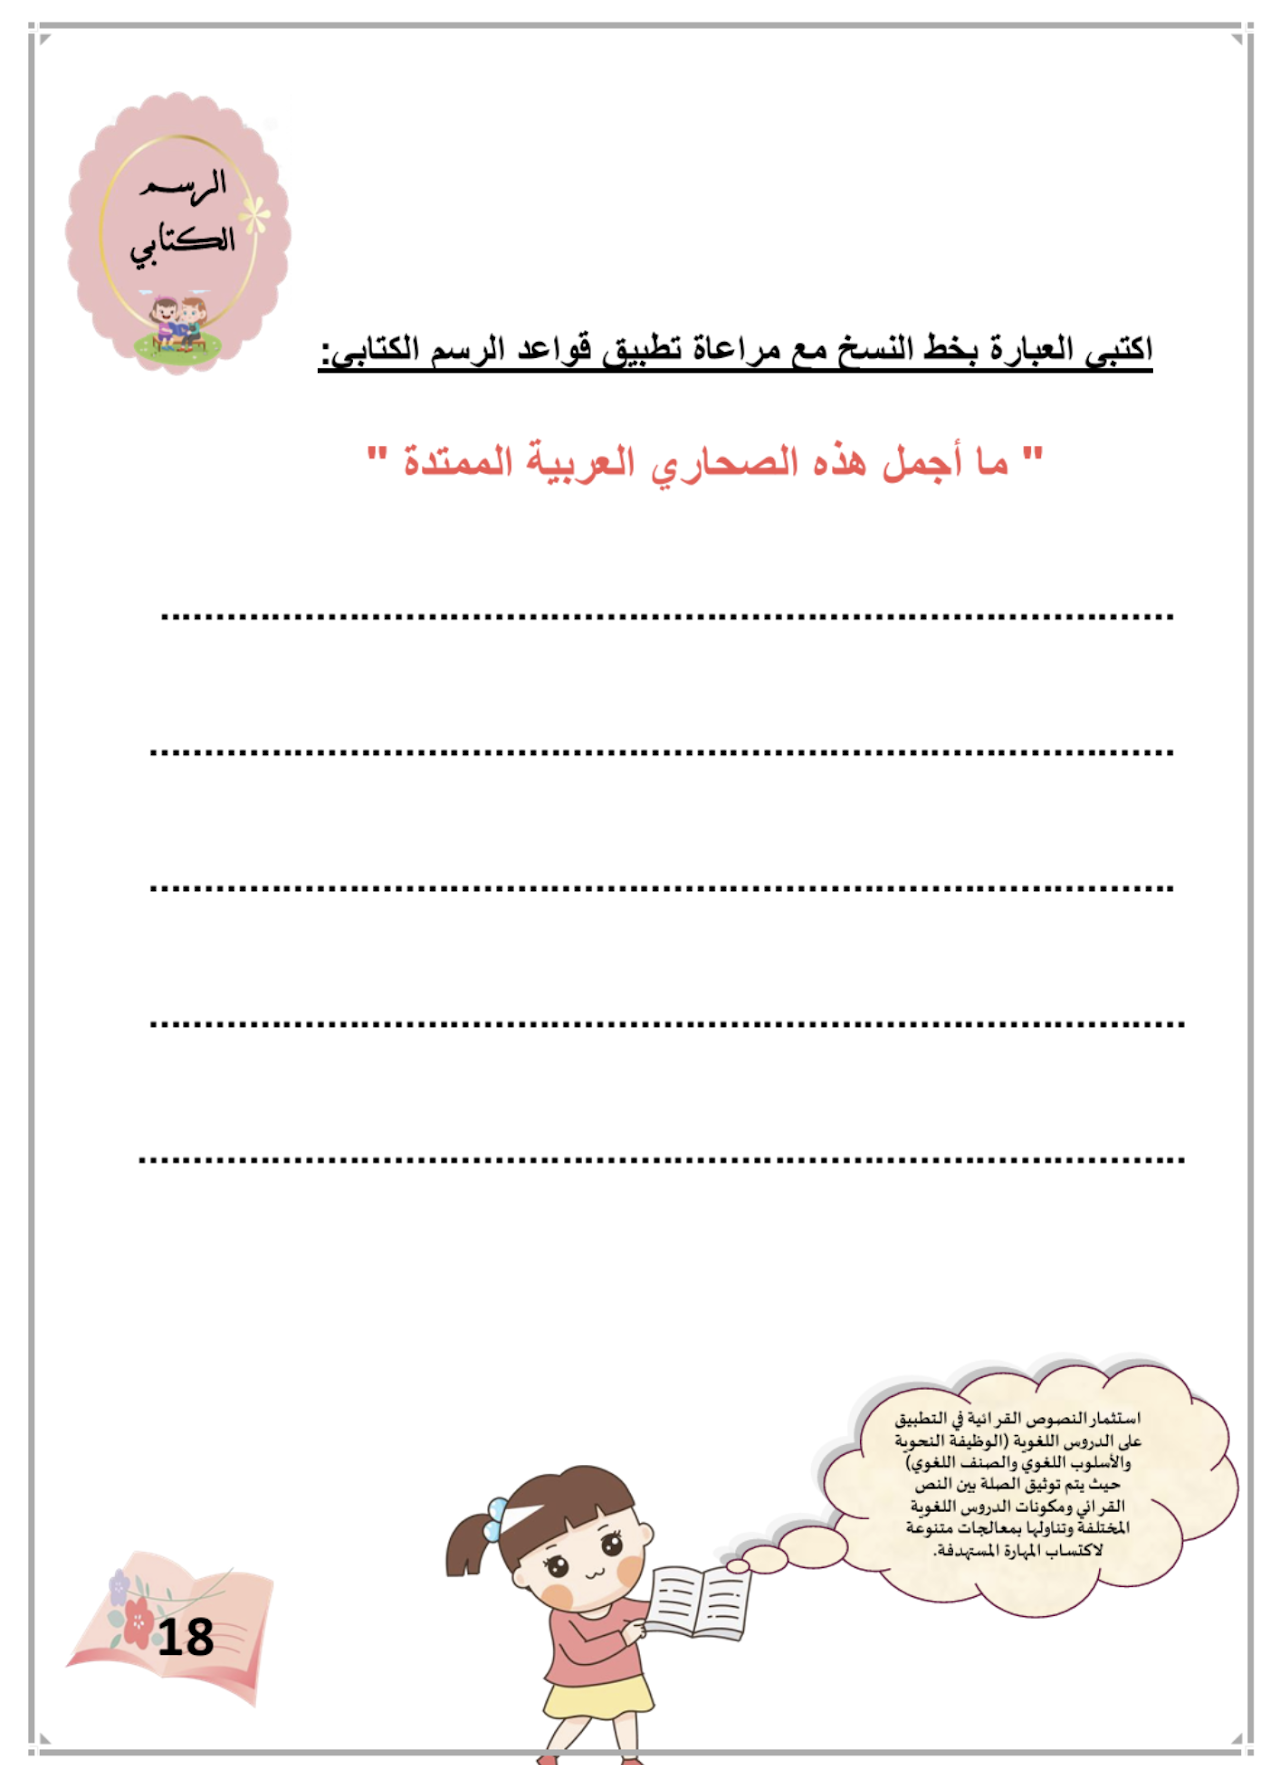 الرسم
الكتابي
اكتبي العبارة بخط النسخ مع مراعاة تطبيق قواعد الرسم الكتابي:
" ما أجمل هذه الصحاري العربية الممتدة "
استثمار النصوص القرائية في التطبيق
على الدروس اللغوية (الوظيفة النحوية
والأسلوب اللغوي والصنف اللغوي)
حيث يتم توثيق الصلة بين النص
القرائي ومكونات الدروس اللغوية
المختلفة وتناولها بمعالجات متنوعة
لاكتساب المهارة المستهدفة.
18